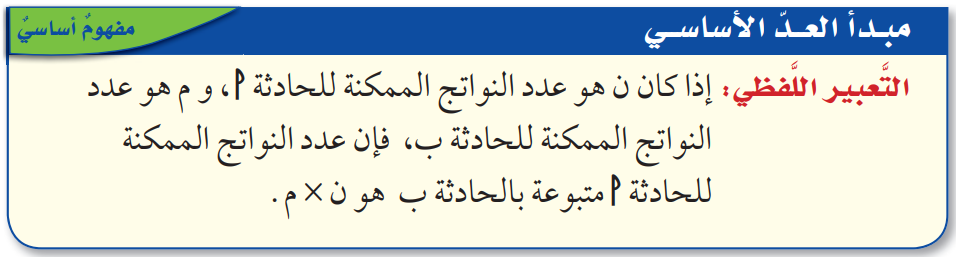 مبدأ العدّ الأساسي
مفهومٌ أساسيٌ
التَّعبير اللَّفظي: إذا كان ن هو عدد النواتج الممكنة للحادثة أ، و م هو عدد
النواتج الممكنة للحادثة ب، فإن عدد النواتج الممكنة
للحادثة أ متبوعة بالحادثة ب هو ن × م .